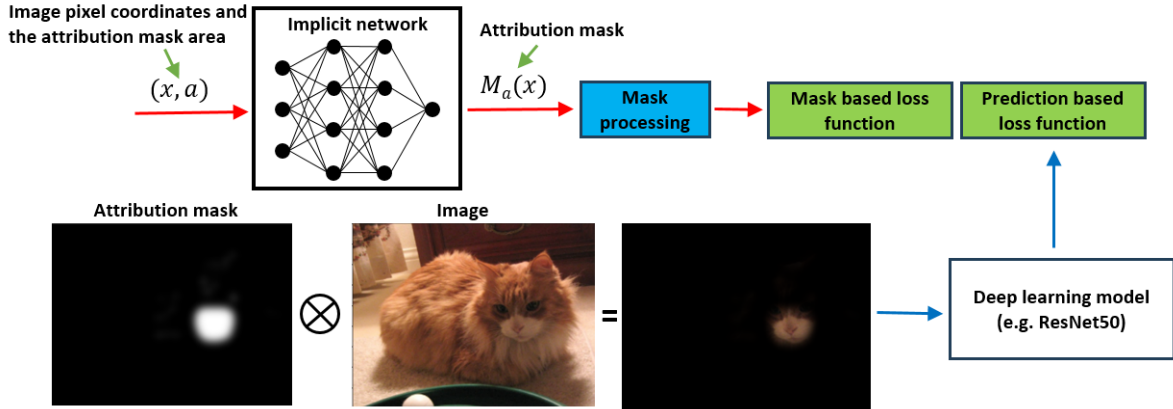 Image pixel coordinates and
the attribution mask area
(x, a)
Implicit network
Attribution mask
M_a(x)
Mask
processing
Mask based loss
function
Prediction based
loss function
Attribution mask
Image
=
Deep learning model
(e.g. ResNet50)